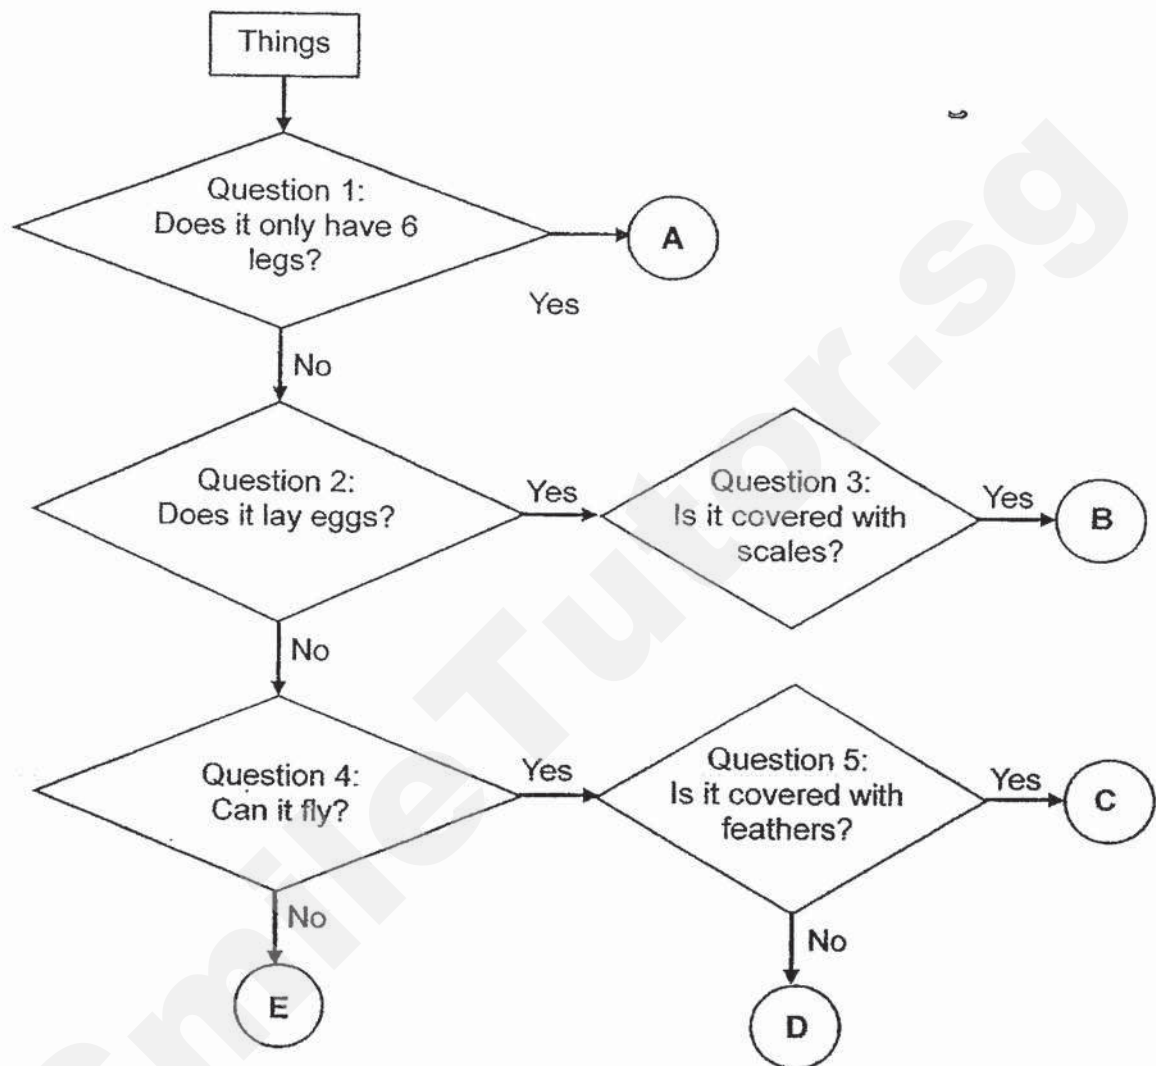 Things
Question 1:
Does it only have 6
legs?
A
Yes
No
Question 2:
Does it lay eggs?
Yes
Question 3:
Is it covered with
scales?
Yes
B
No
Question 4:
Can it fly?
Yes
Question 5:
Is it covered with
feathers?
Yes
C
No
E
No
D
SmileTutor.sg